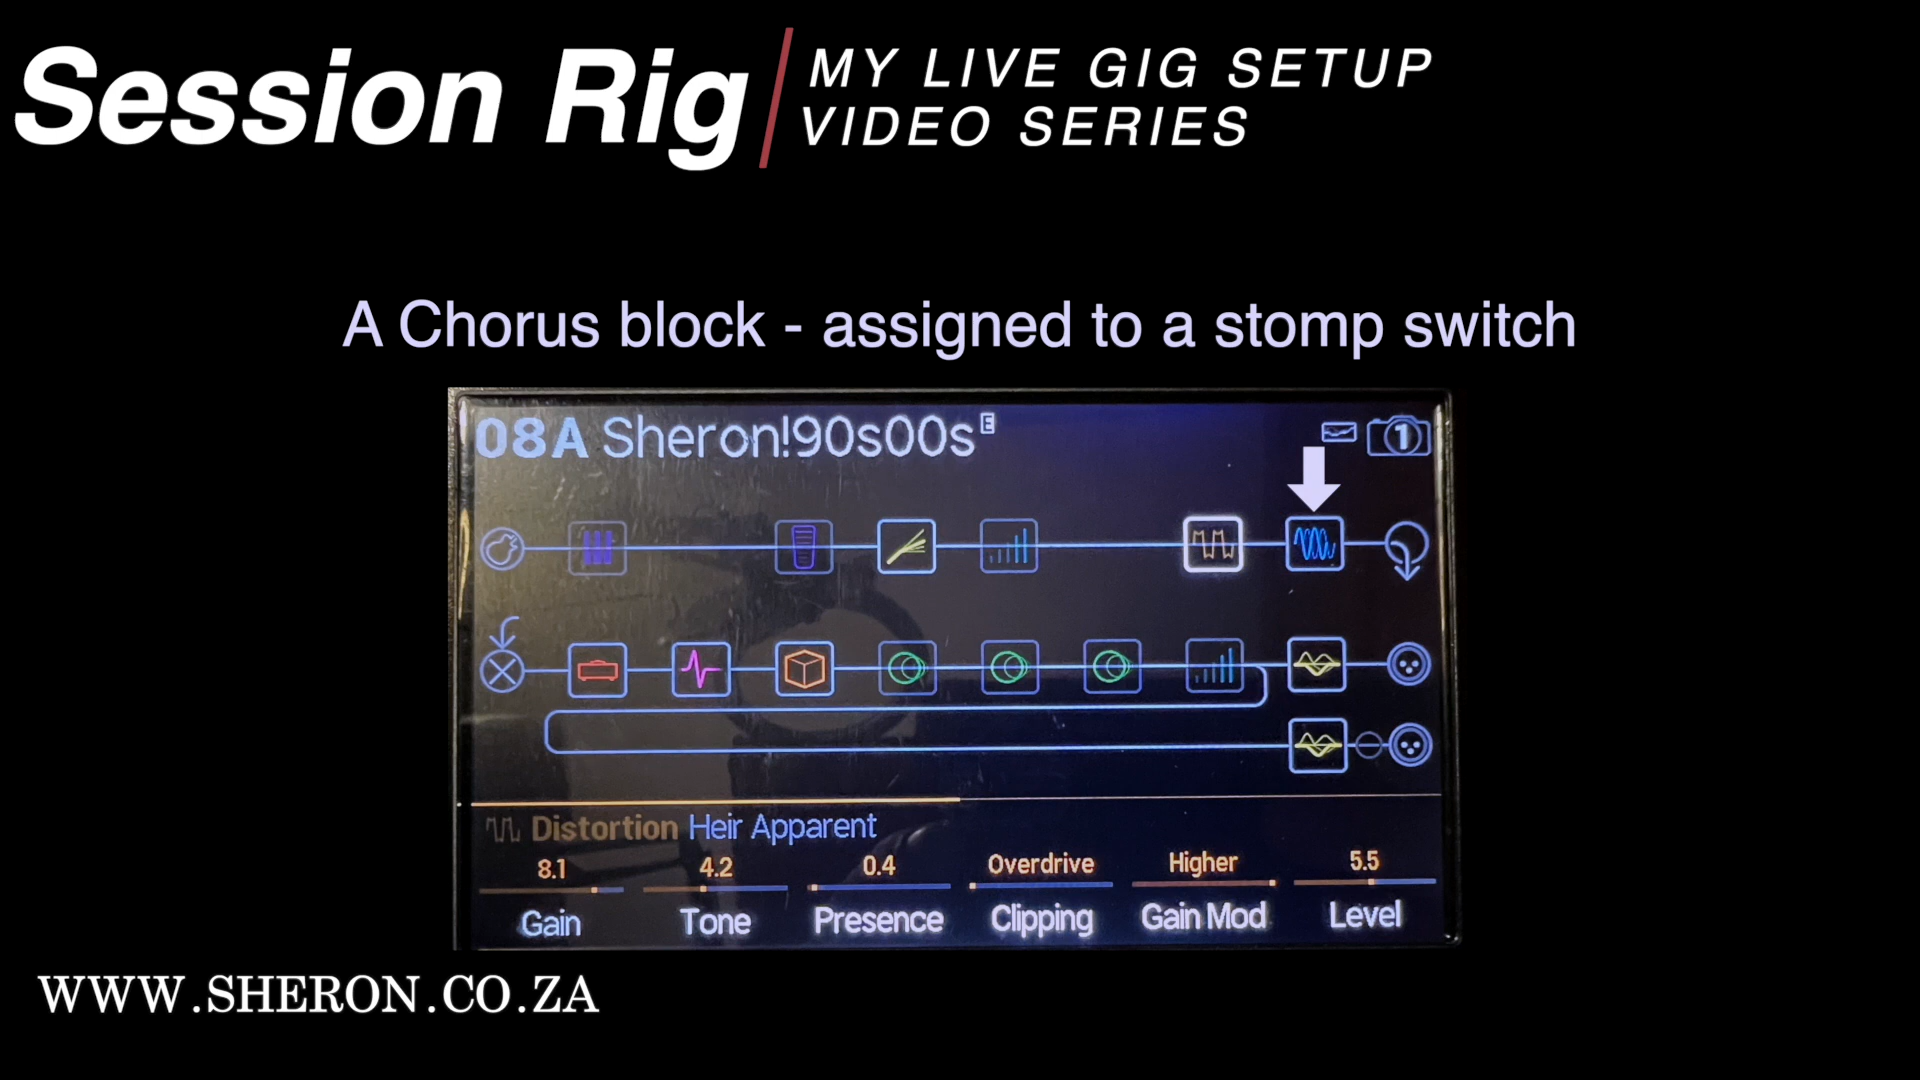 Session Rig
MY LIVE GIG SETUP
VIDEO SERIES
A Chorus block - assigned to a stomp switch
08A Sheron!90s00s E
1
Distortion Heir Apparent
8.1 4.2 0.4 Overdrive Higher 5.5
Gain Tone Presence Clipping Gain Mod Level
WWW.SHERON.CO.ZA